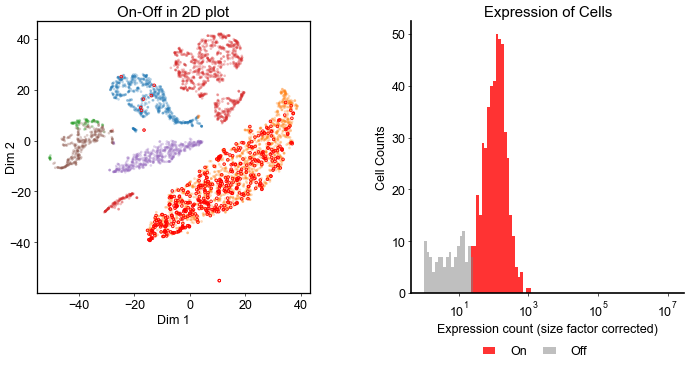 On-Off in 2D plot
Dim 2
40
20
0
−20
−40
−40 −20 0 20 40
Dim 1
Expression of Cells
Cell Counts
50
40
30
20
10
0
10^1 10^3 10^5 10^7
Expression count (size factor corrected)
On Off